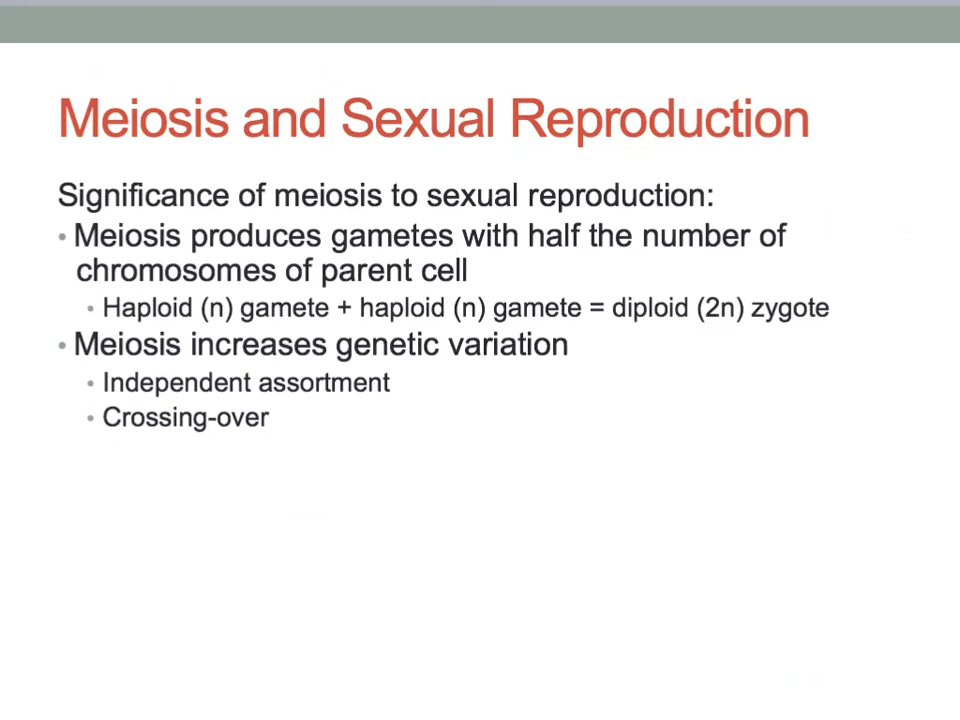 Meiosis and Sexual Reproduction
Significance of meiosis to sexual reproduction:
• Meiosis produces gametes with half the number of
chromosomes of parent cell
• Haploid (n) gamete + haploid (n) gamete = diploid (2n) zygote
• Meiosis increases genetic variation
• Independent assortment
• Crossing-over